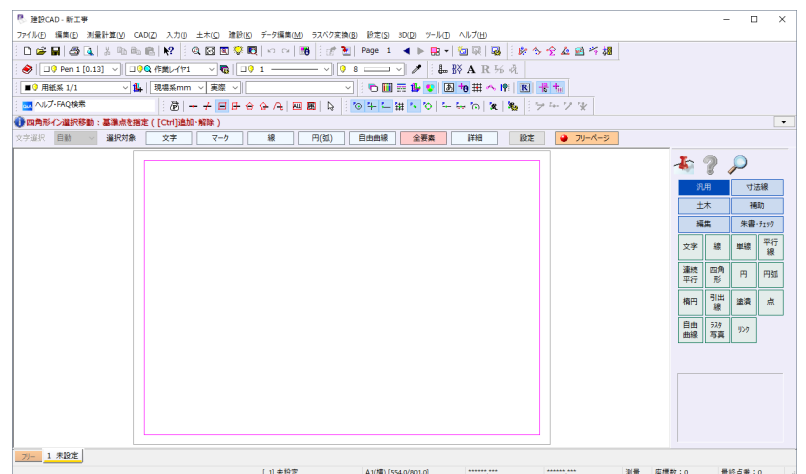 建設CAD - 新工事
ファイル(F) 編集(E) 測量計算(V) CAD(Z) 入力(I) 土木(C) 建設(K) データ編集(M) ラスベク変換(B) 設定(S) 3D(D) ツール(T) ヘルプ(H)
Page 1
Pen 1 [0.13] 作業レイヤ1 1 8
用紙系 1/1 現場系mm 実際
ヘルプ・FAQ検索
四角形イン選択移動 : 基準点を指定 ( [Ctrl]追加・解除 )
文字選択 自動 選択対象 文字 マーク 線 円(弧) 自由曲線 全要素 詳細 設定 フリーページ
汎用 寸法線
土木 補助
編集 朱書・チェック
文字 線 単線 平行線
連続平行 四角形 円 円弧
楕円 引出線 塗潰 点
自由曲線 ラスタ写真 リンク
フリー 1 未設定
[ 1] 未設定 A1(横) [554.0/801.0] ******.*** ******.*** 測量 座標数 : 0 最終点番 : 0